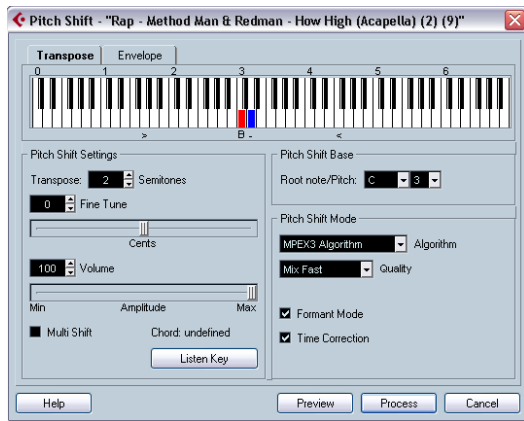 Pitch Shift - "Rap - Method Man & Redman - How High (Acapella) (2) (9)"
Transpose Envelope
0 1 2 3 4 5 6
> B - <
Pitch Shift Settings
Transpose: 2 Semitones
0 Fine Tune
Cents
100 Volume
Min Amplitude Max
Multi Shift Chord: undefined
Listen Key
Pitch Shift Base
Root note/Pitch: C 3
Pitch Shift Mode
MPEX3 Algorithm Algorithm
Mix Fast Quality
Formant Mode
Time Correction
Help Preview Process Cancel